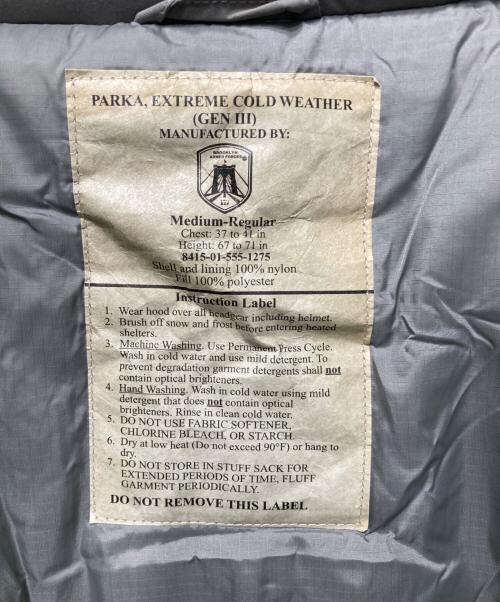 PARKA, EXTREME COLD WEATHER
(GEN III)
MANUFACTURED BY:
BROOKLYN
ARMED FORCES
Medium-Regular
Chest: 37 to 41 in
Height: 67 to 71 in
8415-01-555-1275
Shell and lining 100% nylon
Fill 100% polyester
Instruction Label
1. Wear hood over all headgear including helmet.
2. Brush off snow and frost before entering heated
shelters.
3. Machine Washing. Use Permanent Press Cycle.
Wash in cold water and use mild detergent. To
prevent degradation garment detergents shall not
contain optical brighteners.
4. Hand Washing. Wash in cold water using mild
detergent that does not contain optical
brighteners. Rinse in clean cold water.
5. DO NOT USE FABRIC SOFTENER,
CHLORINE BLEACH, OR STARCH.
6. Dry at low heat (Do not exceed 90°F) or hang to
dry.
7. DO NOT STORE IN STUFF SACK FOR
EXTENDED PERIODS OF TIME, FLUFF
GARMENT PERIODICALLY.
DO NOT REMOVE THIS LABEL